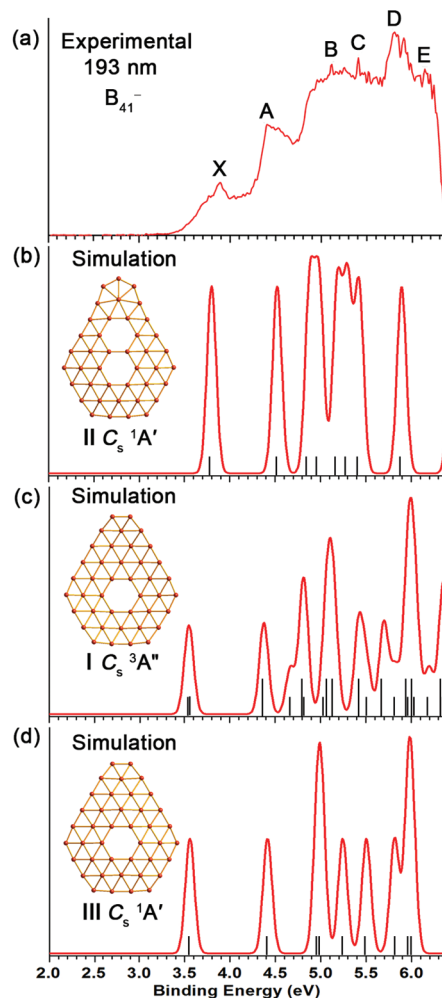 (a)
Experimental
193 nm
B₄₁⁻
X
A
B
C
D
E
(b)
Simulation
II Cₛ ¹A′
(c)
Simulation
I Cₛ ³A″
(d)
Simulation
III Cₛ ¹A′
2.0 2.5 3.0 3.5 4.0 4.5 5.0 5.5 6.0
Binding Energy (eV)